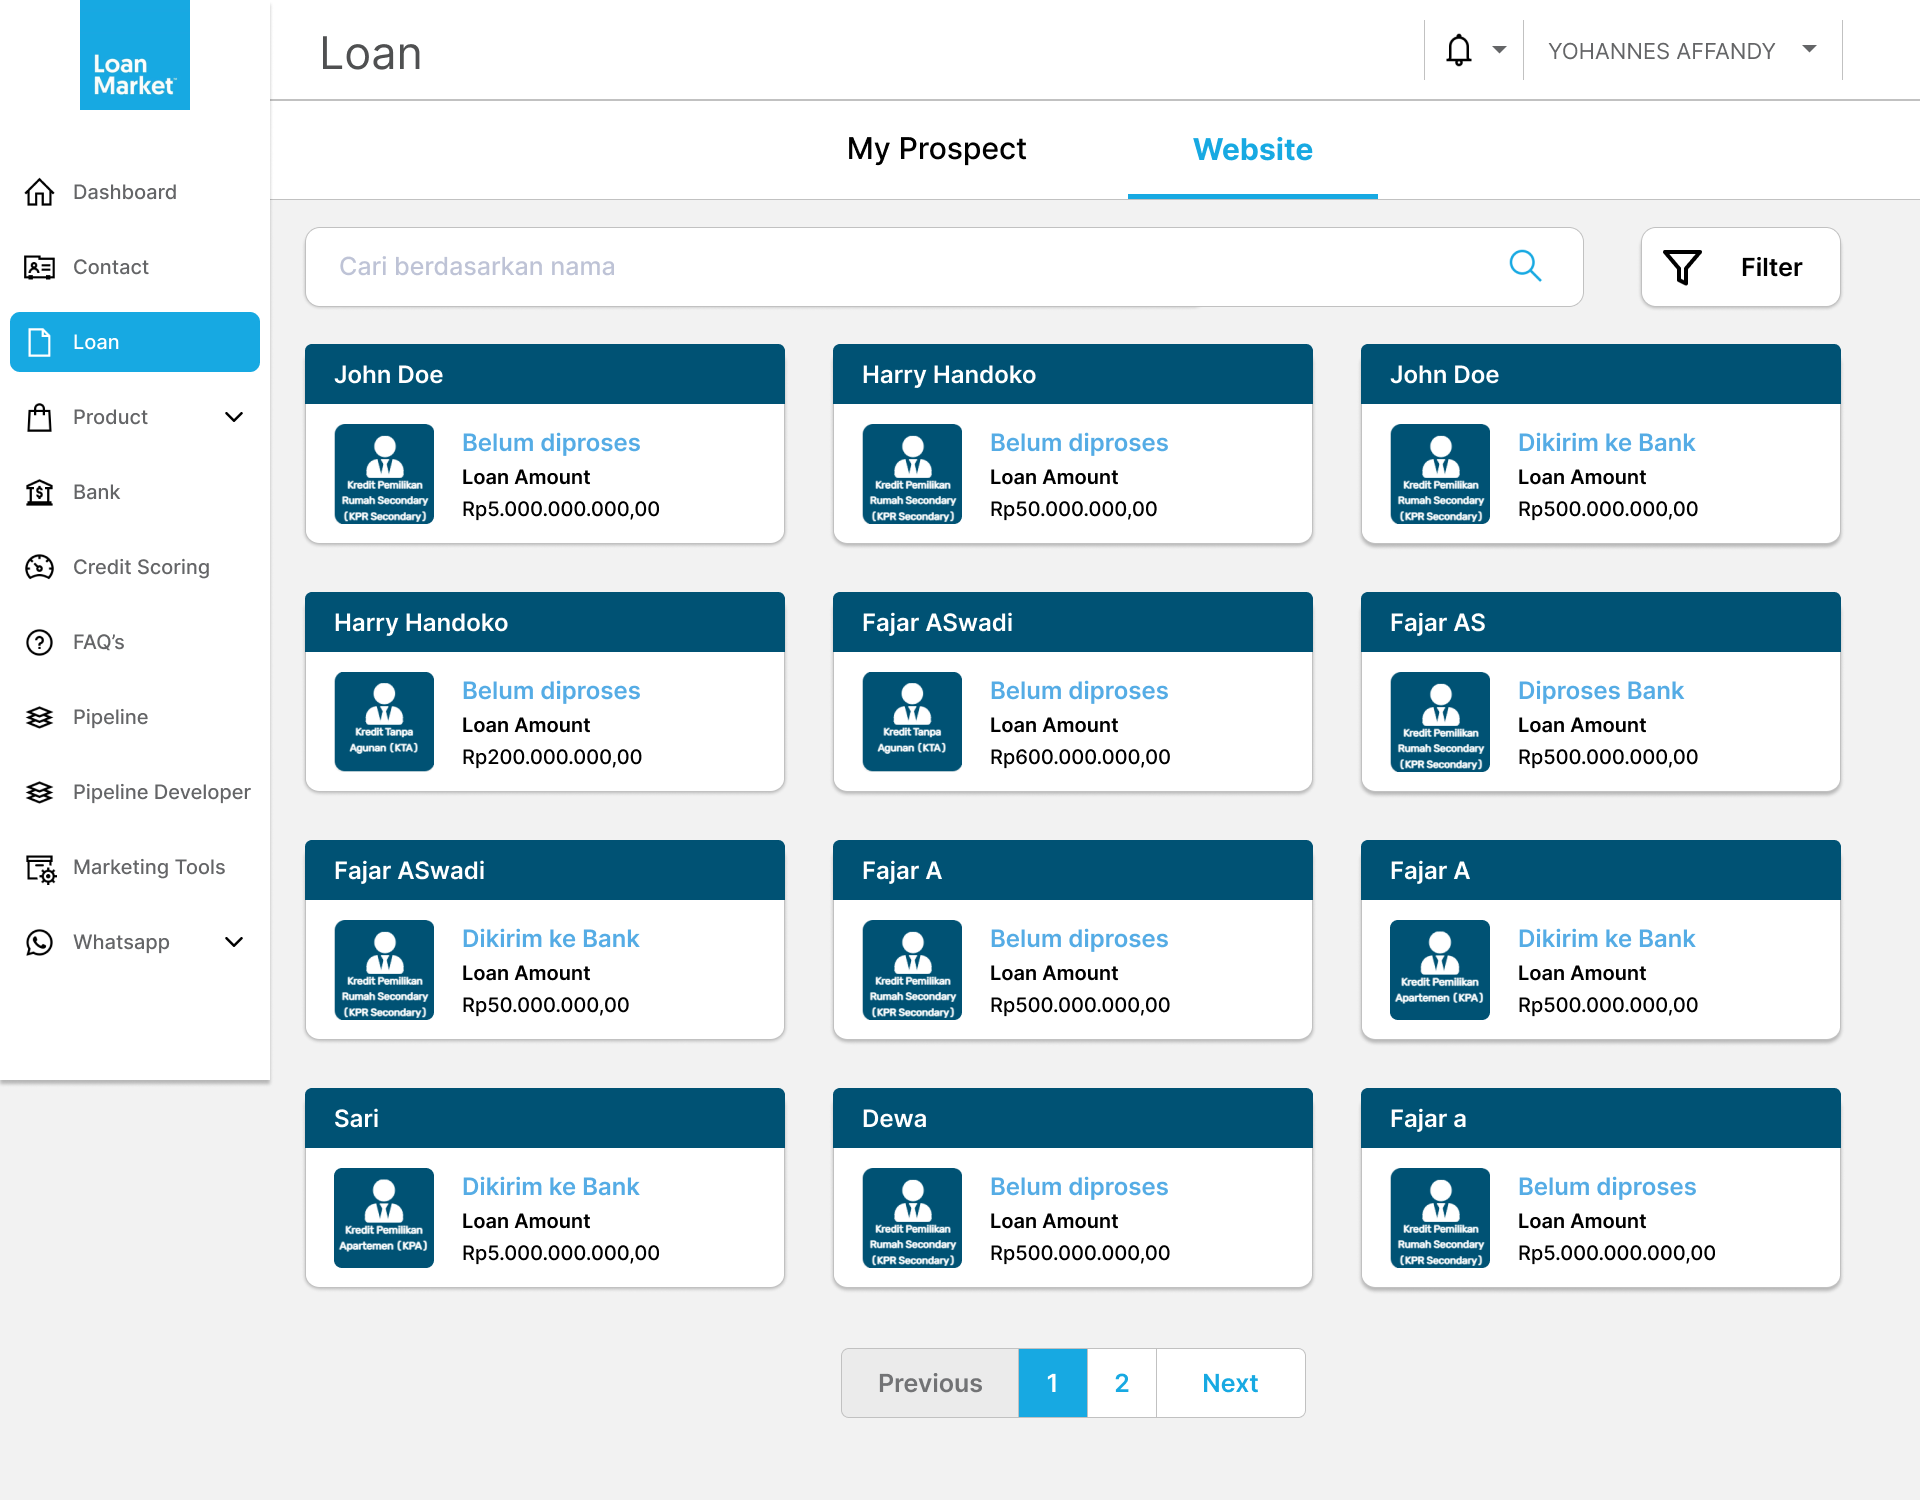 Loan
Market
Dashboard
Contact
Loan
Product
Bank
Credit Scoring
FAQ's
Pipeline
Pipeline Developer
Marketing Tools
Whatsapp
Loan
YOHANNES AFFANDY
My Prospect
Website
Cari berdasarkan nama
Filter
John Doe
Kredit Pemilikan
Rumah Secondary
(KPR Secondary)
Belum diproses
Loan Amount
Rp5.000.000.000,00
Harry Handoko
Kredit Pemilikan
Rumah Secondary
(KPR Secondary)
Belum diproses
Loan Amount
Rp50.000.000,00
John Doe
Kredit Pemilikan
Rumah Secondary
(KPR Secondary)
Dikirim ke Bank
Loan Amount
Rp500.000.000,00
Harry Handoko
Kredit Tanpa
Agunan (KTA)
Belum diproses
Loan Amount
Rp200.000.000,00
Fajar ASwadi
Kredit Tanpa
Agunan (KTA)
Belum diproses
Loan Amount
Rp600.000.000,00
Fajar AS
Kredit Pemilikan
Rumah Secondary
(KPR Secondary)
Diproses Bank
Loan Amount
Rp500.000.000,00
Fajar ASwadi
Kredit Pemilikan
Rumah Secondary
(KPR Secondary)
Dikirim ke Bank
Loan Amount
Rp50.000.000,00
Fajar A
Kredit Pemilikan
Rumah Secondary
(KPR Secondary)
Belum diproses
Loan Amount
Rp500.000.000,00
Fajar A
Kredit Pemilikan
Apartemen (KPA)
Dikirim ke Bank
Loan Amount
Rp500.000.000,00
Sari
Kredit Pemilikan
Apartemen (KPA)
Dikirim ke Bank
Loan Amount
Rp5.000.000.000,00
Dewa
Kredit Pemilikan
Rumah Secondary
(KPR Secondary)
Belum diproses
Loan Amount
Rp500.000.000,00
Fajar a
Kredit Pemilikan
Rumah Secondary
(KPR Secondary)
Belum diproses
Loan Amount
Rp5.000.000.000,00
Previous
1
2
Next